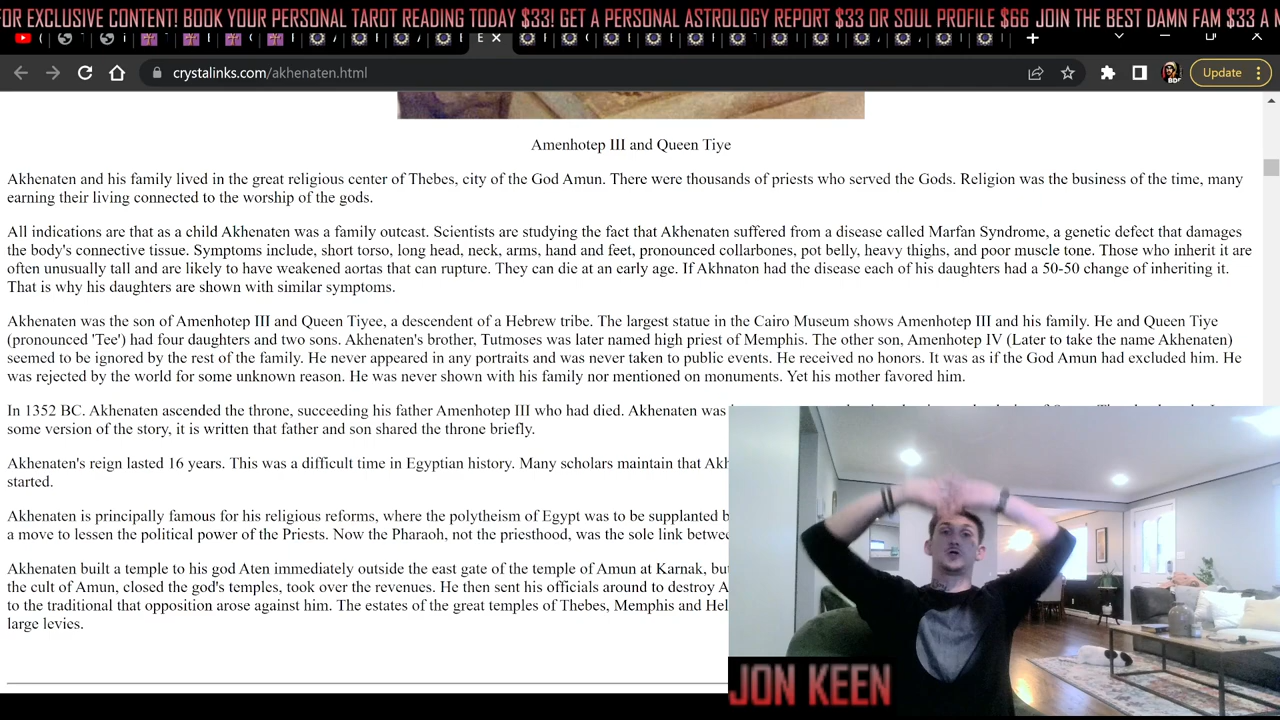 FOR EXCLUSIVE CONTENT! BOOK YOUR PERSONAL TAROT READING TODAY $33! GET A PERSONAL ASTROLOGY REPORT $33 OR SOUL PROFILE $66 JOIN THE BEST DAMN FAM $33 A
crystalinks.com/akhenaten.html
Update
Amenhotep III and Queen Tiye
Akhenaten and his family lived in the great religious center of Thebes, city of the God Amun. There were thousands of priests who served the Gods. Religion was the business of the time, many
earning their living connected to the worship of the gods.
All indications are that as a child Akhenaten was a family outcast. Scientists are studying the fact that Akhenaten suffered from a disease called Marfan Syndrome, a genetic defect that damages
the body's connective tissue. Symptoms include, short torso, long head, neck, arms, hand and feet, pronounced collarbones, pot belly, heavy thighs, and poor muscle tone. Those who inherit it are
often unusually tall and are likely to have weakened aortas that can rupture. They can die at an early age. If Akhnaton had the disease each of his daughters had a 50-50 change of inheriting it.
That is why his daughters are shown with similar symptoms.
Akhenaten was the son of Amenhotep III and Queen Tiyee, a descendent of a Hebrew tribe. The largest statue in the Cairo Museum shows Amenhotep III and his family. He and Queen Tiye
(pronounced 'Tee') had four daughters and two sons. Akhenaten's brother, Tutmoses was later named high priest of Memphis. The other son, Amenhotep IV (Later to take the name Akhenaten)
seemed to be ignored by the rest of the family. He never appeared in any portraits and was never taken to public events. He received no honors. It was as if the God Amun had excluded him. He
was rejected by the world for some unknown reason. He was never shown with his family nor mentioned on monuments. Yet his mother favored him.
In 1352 BC. Akhenaten ascended the throne, succeeding his father Amenhotep III who had died. Akhenaten was
some version of the story, it is written that father and son shared the throne briefly.
Akhenaten's reign lasted 16 years. This was a difficult time in Egyptian history. Many scholars maintain that
started.
Akhenaten is principally famous for his religious reforms, where the polytheism of Egypt was to be supplanted
a move to lessen the political power of the Priests. Now the Pharaoh, not the priesthood, was the sole link
Akhenaten built a temple to his god Aten immediately outside the east gate of the temple of Amun at Karnak,
the cult of Amun, closed the god's temples, took over the revenues. He then sent his officials around to destroy
to the traditional that opposition arose against him. The estates of the great temples of Thebes, Memphis and
large levies.
JON KEEN